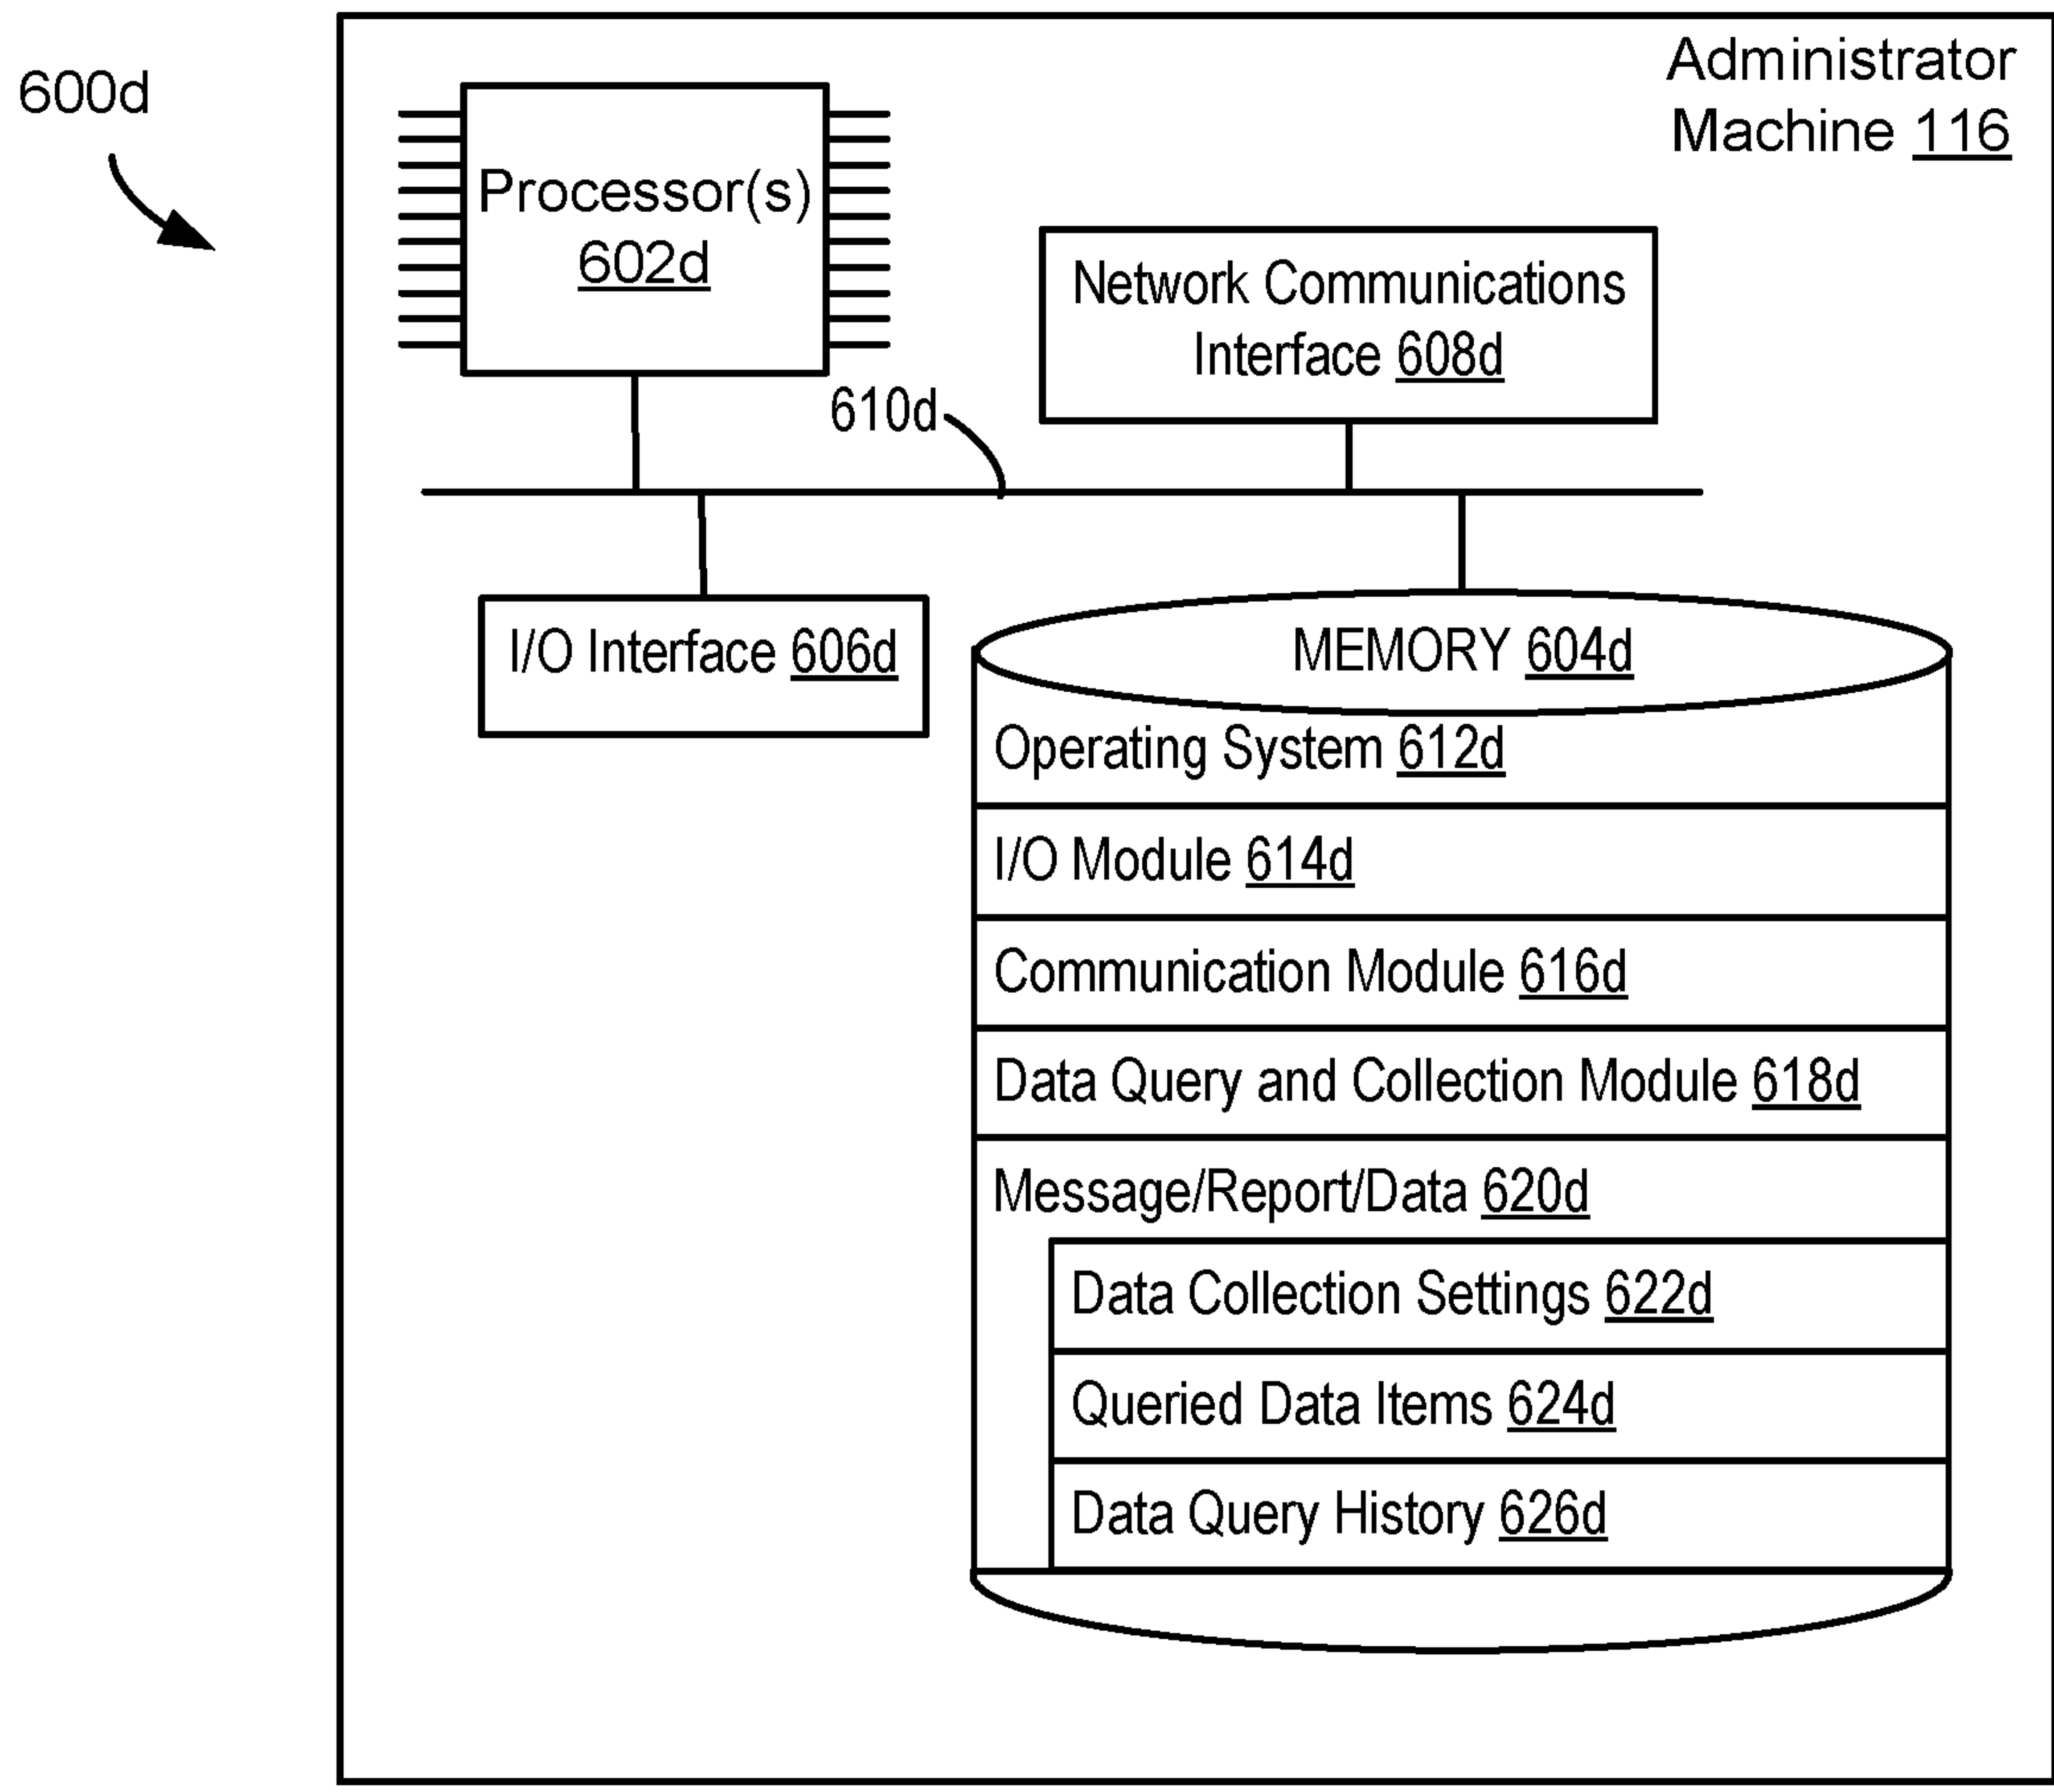 600d
Administrator
Machine 116
Processor(s)
602d
Network Communications
Interface 608d
610d
I/O Interface 606d
MEMORY 604d
Operating System 612d
I/O Module 614d
Communication Module 616d
Data Query and Collection Module 618d
Message/Report/Data 620d
Data Collection Settings 622d
Queried Data Items 624d
Data Query History 626d